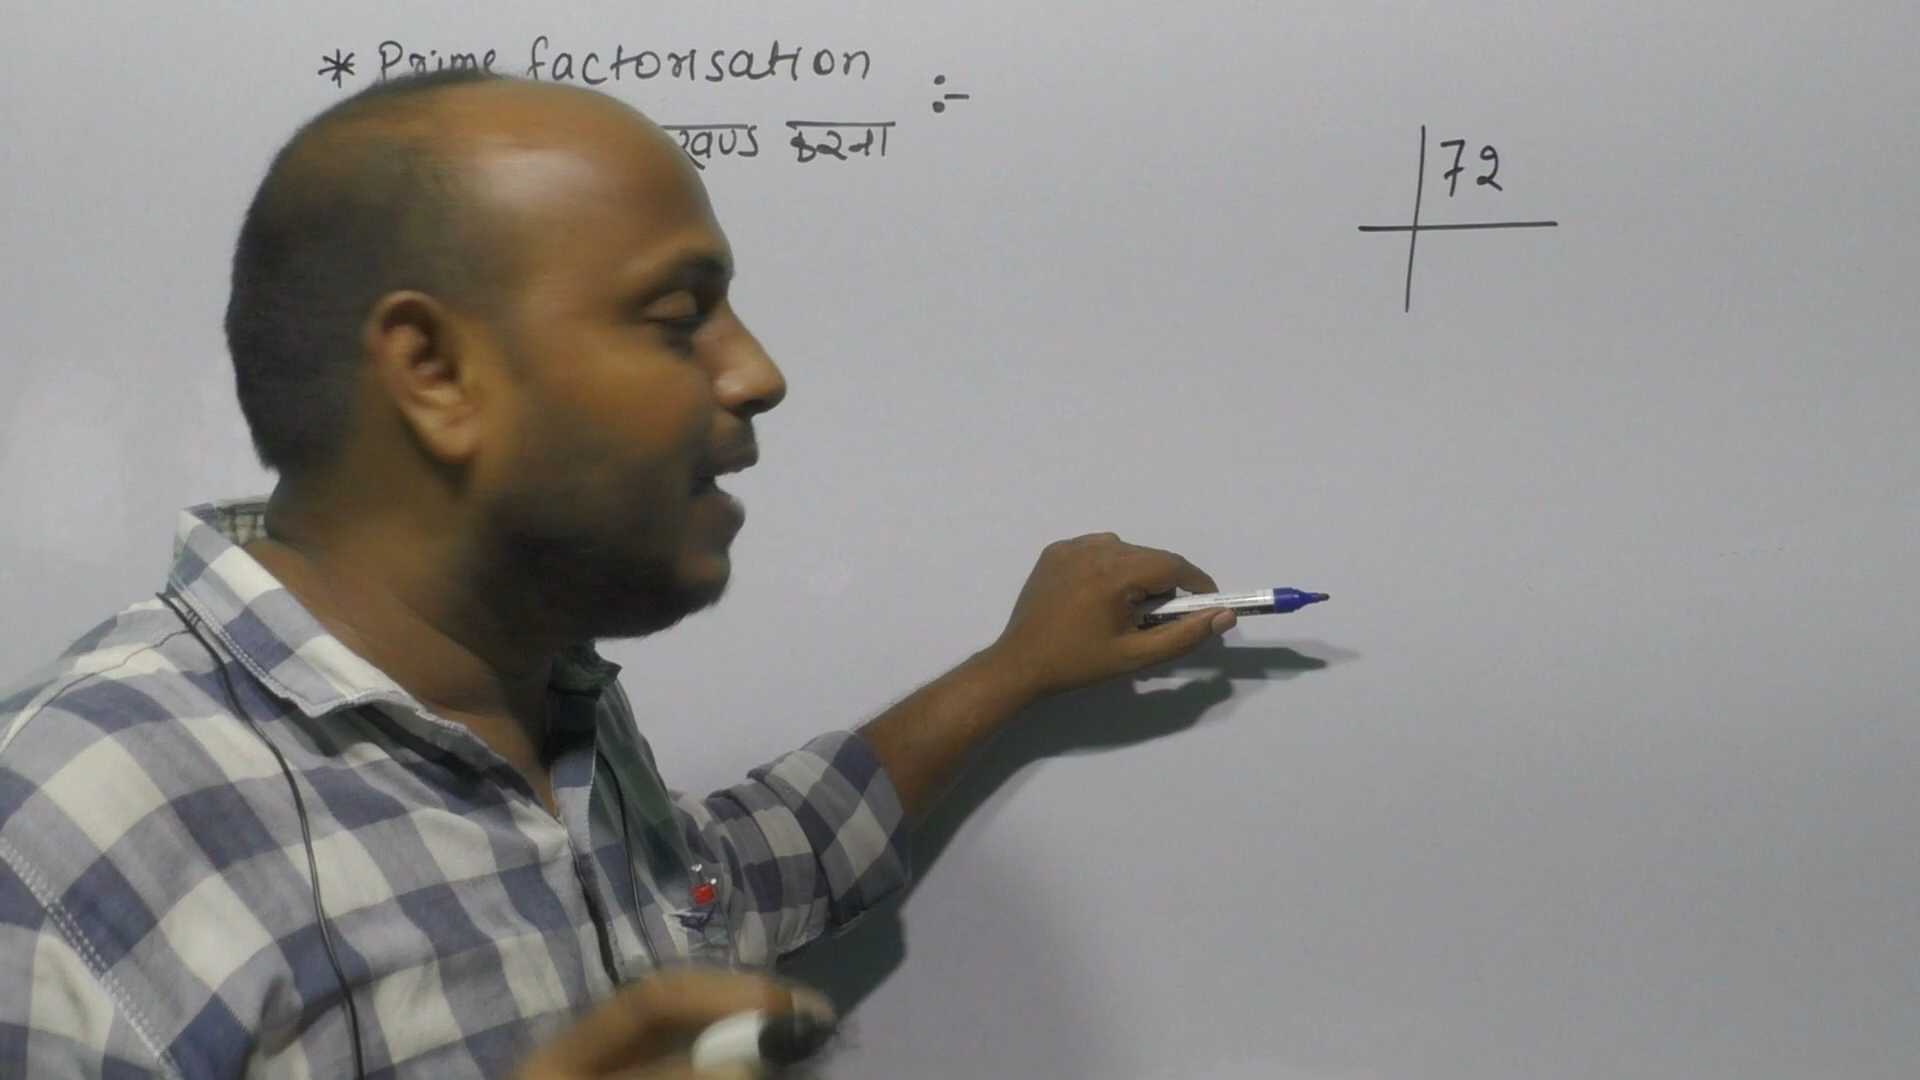 * Prime factorisation :-
खण्ड करना
72